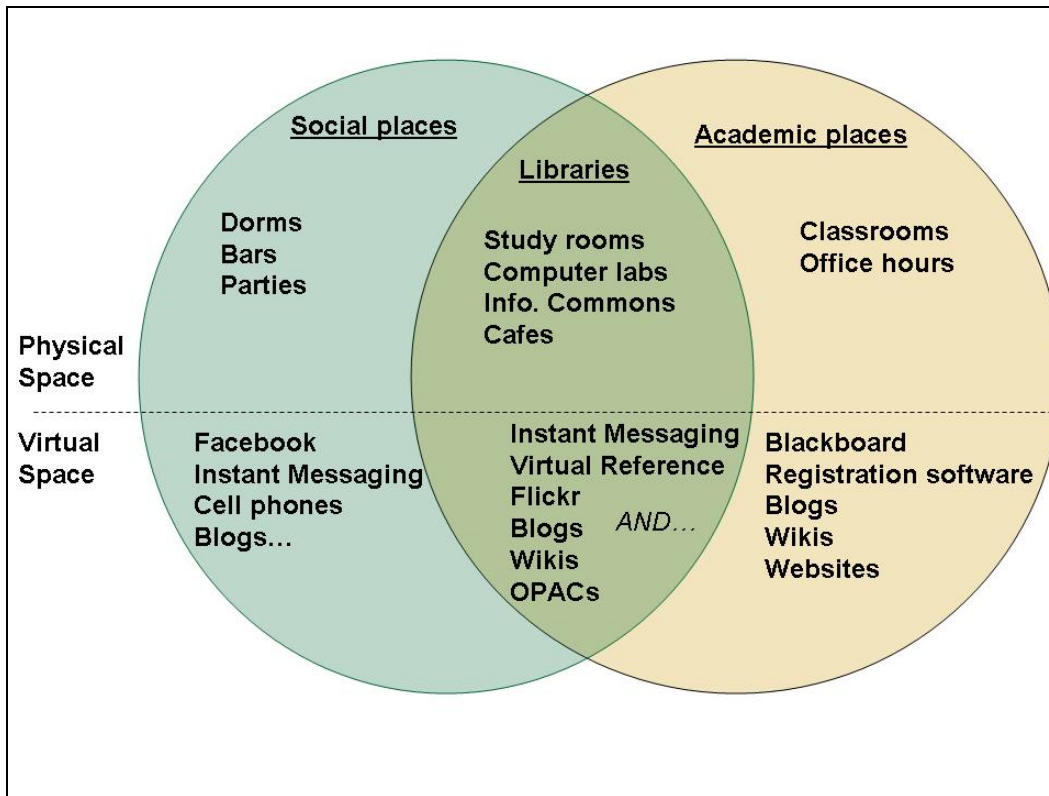 Social places
Academic places
Libraries
Dorms
Bars
Parties
Study rooms
Computer labs
Info. Commons
Cafes
Classrooms
Office hours
Physical
Space
Virtual
Space
Facebook
Instant Messaging
Cell phones
Blogs…
Instant Messaging
Virtual Reference
Flickr
Blogs
AND…
Wikis
OPACs
Blackboard
Registration software
Blogs
Wikis
Websites